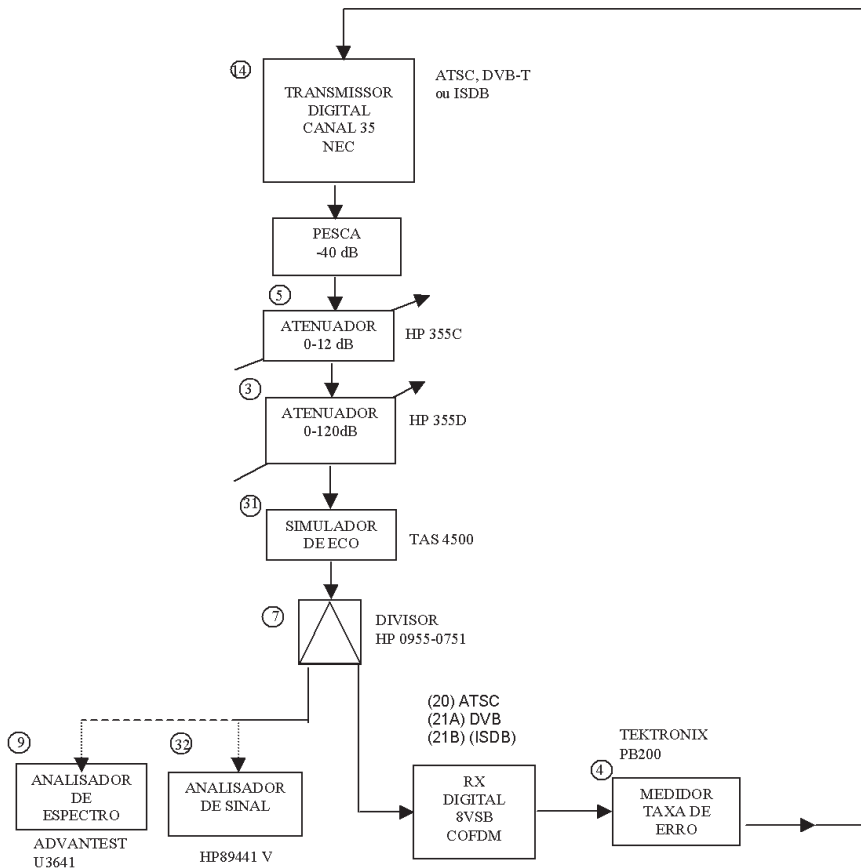 14
TRANSMISSOR
DIGITAL
CANAL 35
NEC
ATSC, DVB-T
ou ISDB
PESCA
-40 dB
5
ATENUADOR
0-12 dB
HP 355C
3
ATENUADOR
0-120dB
HP 355D
31
SIMULADOR
DE ECO
TAS 4500
7
DIVISOR
HP 0955-0751
9
ANALISADOR
DE
ESPECTRO
ADVANTEST
U3641
32
ANALISADOR
DE SINAL
HP89441 V
(20) ATSC
(21A) DVB
(21B) (ISDB)
RX
DIGITAL
8VSB
COFDM
TEKTRONIX
PB200
4
MEDIDOR
TAXA DE
ERRO